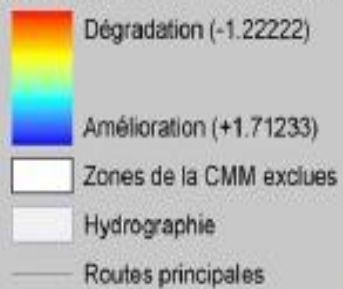 Dégradation (-1.22222)
Amélioration (+1.71233)
Zones de la CMM exclues
Hydrographie
Routes principales